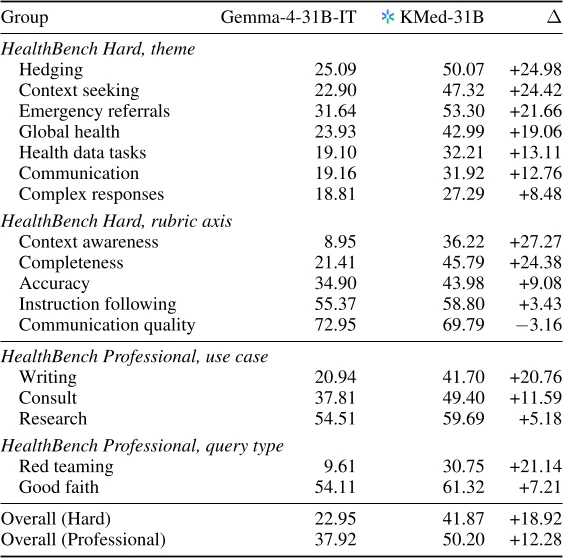 Group Gemma-4-31B-IT KMed-31B Δ
HealthBench Hard, theme
Hedging 25.09 50.07 +24.98
Context seeking 22.90 47.32 +24.42
Emergency referrals 31.64 53.30 +21.66
Global health 23.93 42.99 +19.06
Health data tasks 19.10 32.21 +13.11
Communication 19.16 31.92 +12.76
Complex responses 18.81 27.29 +8.48
HealthBench Hard, rubric axis
Context awareness 8.95 36.22 +27.27
Completeness 21.41 45.79 +24.38
Accuracy 34.90 43.98 +9.08
Instruction following 55.37 58.80 +3.43
Communication quality 72.95 69.79 −3.16
HealthBench Professional, use case
Writing 20.94 41.70 +20.76
Consult 37.81 49.40 +11.59
Research 54.51 59.69 +5.18
HealthBench Professional, query type
Red teaming 9.61 30.75 +21.14
Good faith 54.11 61.32 +7.21
Overall (Hard) 22.95 41.87 +18.92
Overall (Professional) 37.92 50.20 +12.28